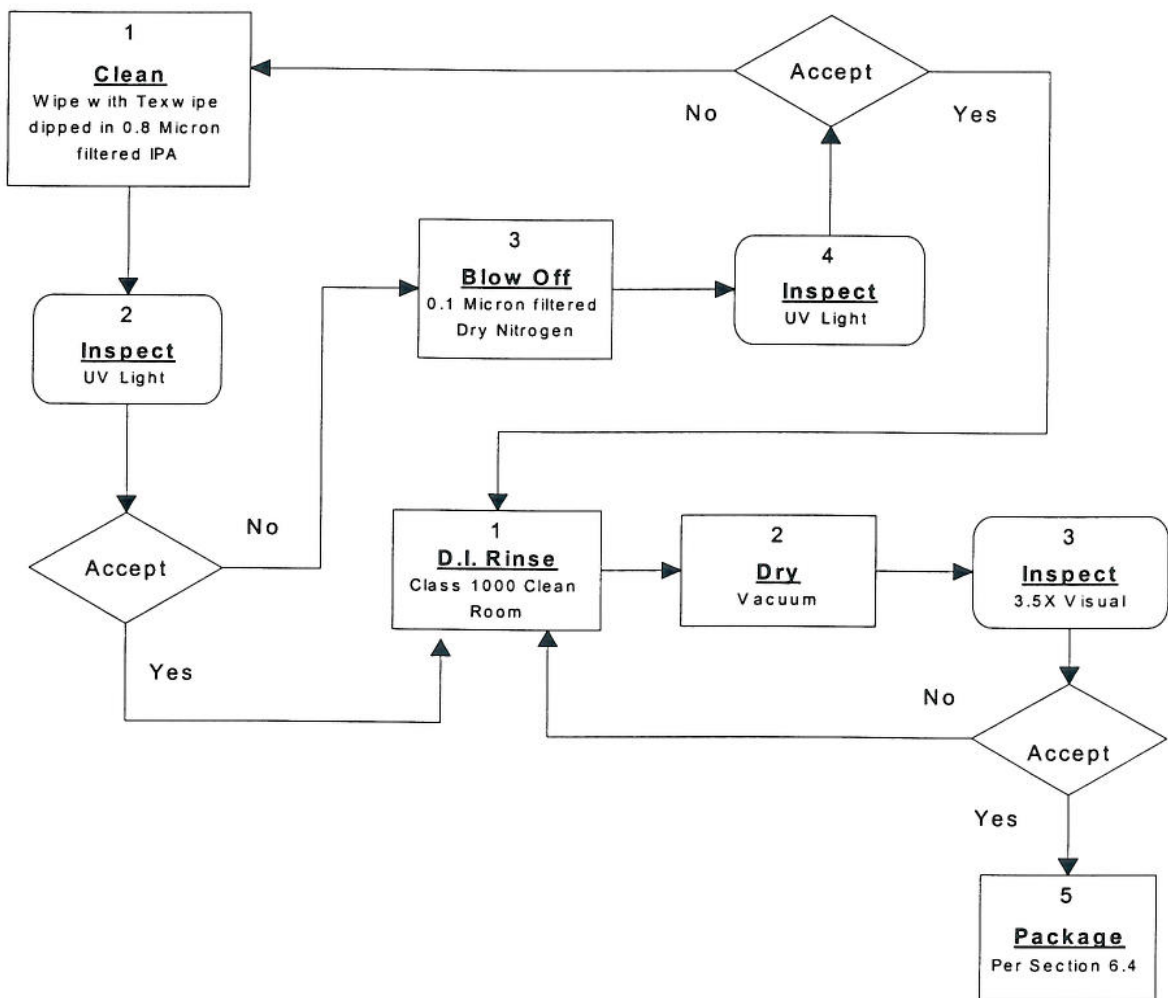 1
Clean
Wipe with Texwipe
dipped in 0.8 Micron
filtered IPA
Accept
No
Yes
3
Blow Off
0.1 Micron filtered
Dry Nitrogen
4
Inspect
UV Light
2
Inspect
UV Light
Accept
No
Yes
1
D.I. Rinse
Class 1000 Clean
Room
2
Dry
Vacuum
3
Inspect
3.5X Visual
No
Accept
Yes
5
Package
Per Section 6.4